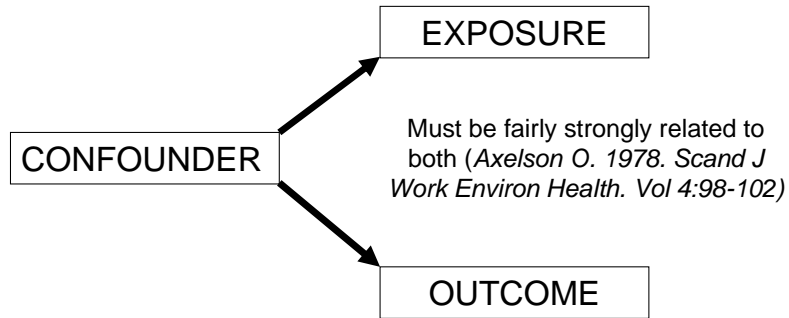 EXPOSURE
CONFOUNDER
Must be fairly strongly related to
both (Axelson O. 1978. Scand J
Work Environ Health. Vol 4:98-102)
OUTCOME